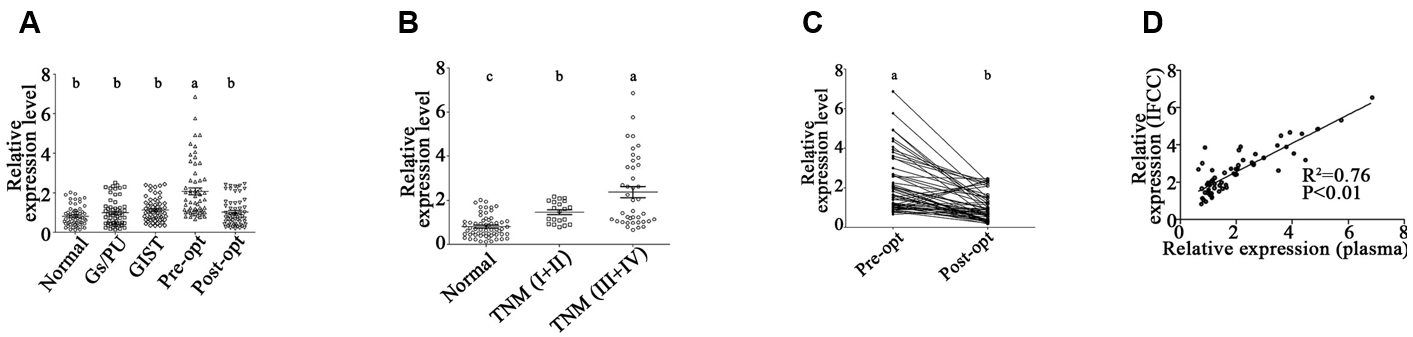 A
B
C
D
Relative
expression level
8
6
4
2
0
b
b
b
a
b
Normal
Gs/PU
GIST
Pre-opt
Post-opt
Relative
expression level
8
6
4
2
0
c
b
a
Normal
TNM (I+II)
TNM (III+IV)
Relative
expression level
8
6
4
2
0
a
b
Pre-opt
Post-opt
Relative
expression (IFCC)
8
6
4
2
0
R²=0.76
P<0.01
0
2
4
6
8
Relative expression (plasma)